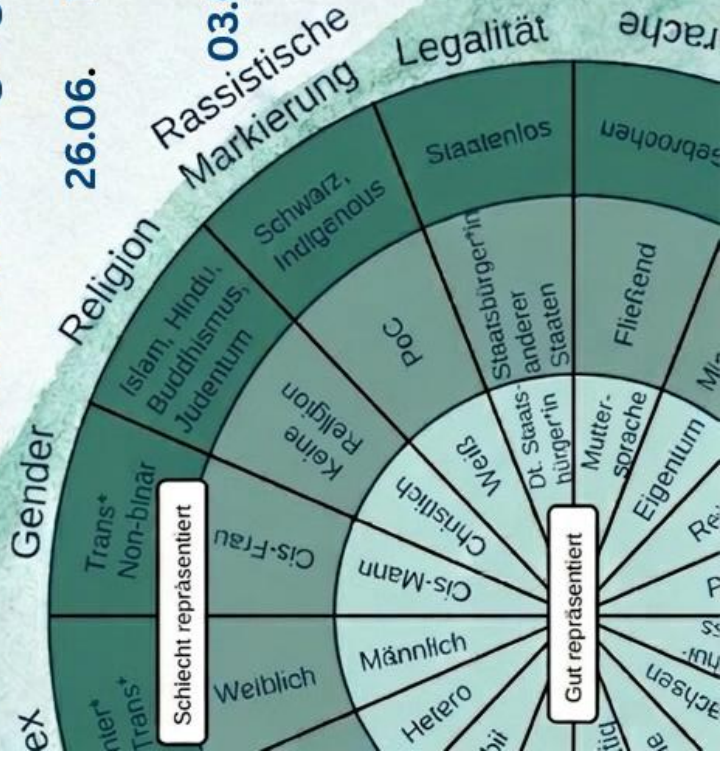 26.06.
03.
Rassistische
Markierung
Legalität
Religion
Gender
Staatenlos
Schwarz,
Indigenous
Islam, Hindu,
Buddhismus,
Judentum
Trans*
Non-binär
Trans*
Staatsbürger*in
anderer
Staaten
Fließend
PoC
Keine
Religion
Cis-Frau
Weiblich
Dt. Staats-
bürger*in
Mutter-
sprache
Eigentum
Weiß
Christlich
Cis-Mann
Männlich
Hetero
Schlecht repräsentiert
Gut repräsentiert